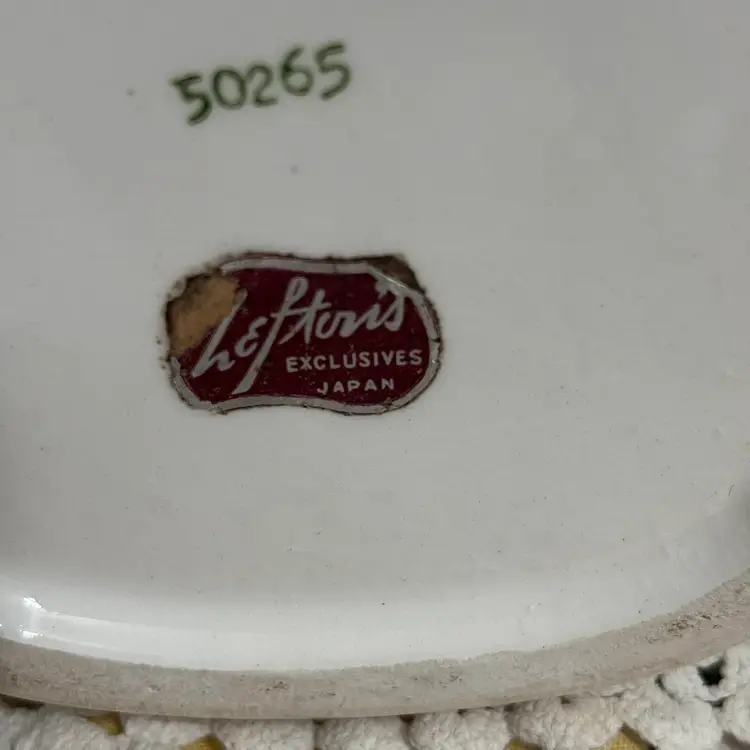 50265
Lefton's
EXCLUSIVES
JAPAN